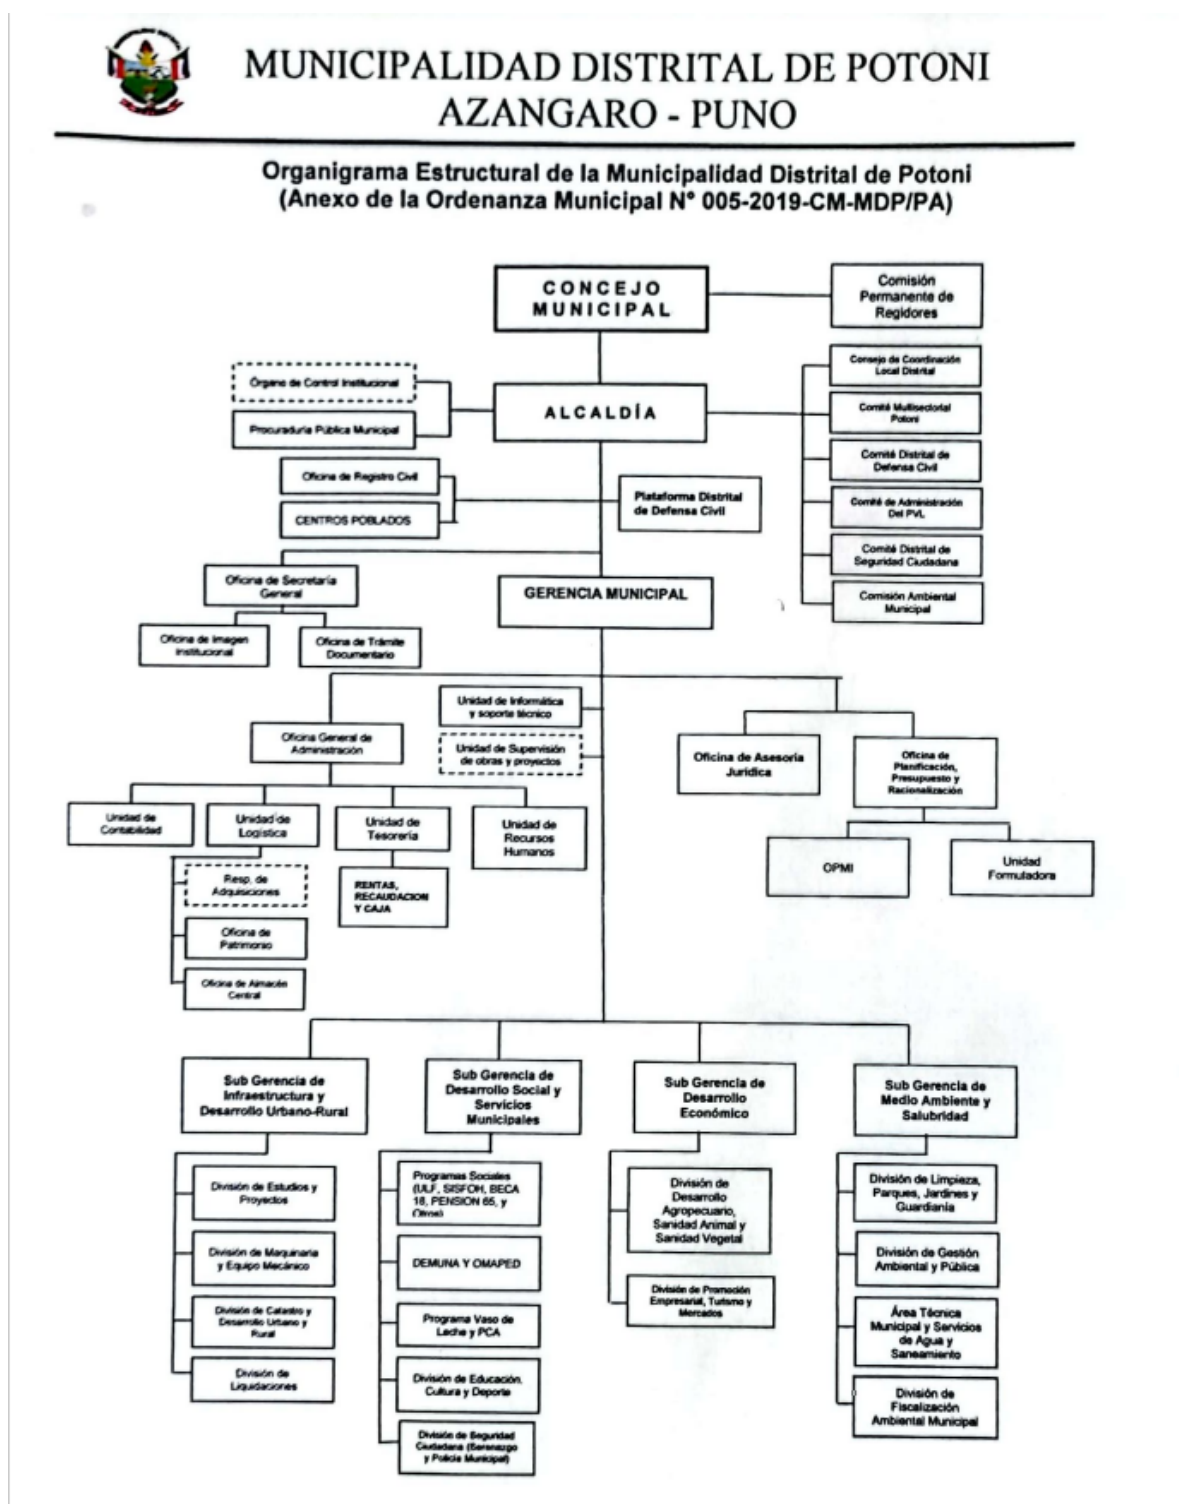 MUNICIPALIDAD DISTRITAL DE POTONI
AZANGARO - PUNO
Organigrama Estructural de la Municipalidad Distrital de Potoni
(Anexo de la Ordenanza Municipal N° 005-2019-CM-MDP/PA)
CONCEJO
MUNICIPAL
Comisión
Permanente de
Regidores
Órgano de Control Institucional
Procuraduría Pública Municipal
ALCALDÍA
Consejo de Coordinación
Local Distrital
Comité Multisectorial
Potoni
Comité Distrital de
Defensa Civil
Comité de Administración
Del PVL
Comité Distrital de
Seguridad Ciudadana
Comisión Ambiental
Municipal
Oficina de Registro Civil
CENTROS POBLADOS
Plataforma Distrital
de Defensa Civil
Oficina de Secretaría
General
GERENCIA MUNICIPAL
Oficina de Imagen
Institucional
Oficina de Trámite
Documentario
Unidad de Informática
y soporte técnico
Unidad de Supervisión
de obras y proyectos
Oficina General de
Administración
Oficina de Asesoría
Jurídica
Oficina de
Planificación,
Presupuesto y
Racionalización
Unidad de
Contabilidad
Unidad de
Logística
Unidad de
Tesorería
Unidad de
Recursos
Humanos
OPMI
Unidad
Formuladora
Resp. de
Adquisiciones
RENTAS,
RECAUDACION
Y CAJA
Oficina de
Patrimonio
Oficina de Almacén
Central
Sub Gerencia de
Infraestructura y
Desarrollo Urbano-Rural
Sub Gerencia de
Desarrollo Social y
Servicios
Municipales
Sub Gerencia de
Desarrollo
Económico
Sub Gerencia de
Medio Ambiente y
Salubridad
División de Estudios y
Proyectos
División de Maquinaria
y Equipo Mecánico
División de Catastro y
Desarrollo Urbano y
Rural
División de
Liquidaciones
Programas Sociales
(ULF, SISFOH, BECA
18, PENSION 65, y
Otros)
DEMUNA Y OMAPED
Programa Vaso de
Leche y PCA
División de Educación,
Cultura y Deporte
División de Seguridad
Ciudadana (Serenazgo
y Policía Municipal)
División de
Desarrollo
Agropecuario,
Sanidad Animal y
Sanidad Vegetal
División de Promoción
Empresarial, Turismo y
Mercados
División de Limpieza,
Parques, Jardines y
Guardianía
División de Gestión
Ambiental y Pública
Área Técnica
Municipal y Servicios
de Agua y
Saneamiento
División de
Fiscalización
Ambiental Municipal